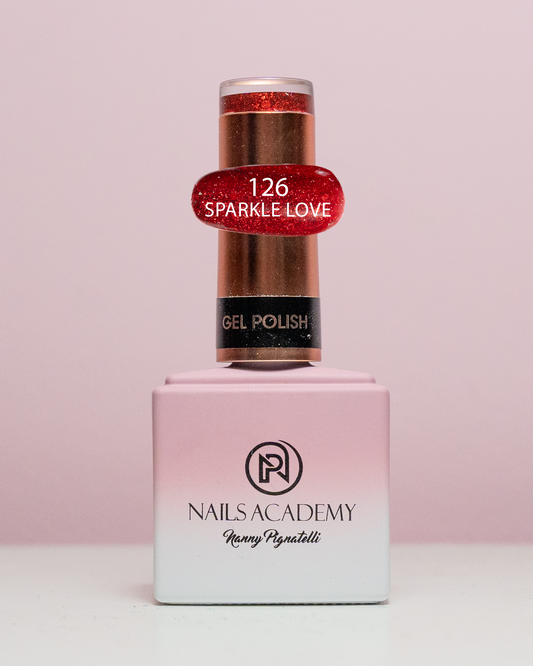 126
SPARKLE LOVE
GEL POLISH
NAILS ACADEMY
Nanny Pignatelli